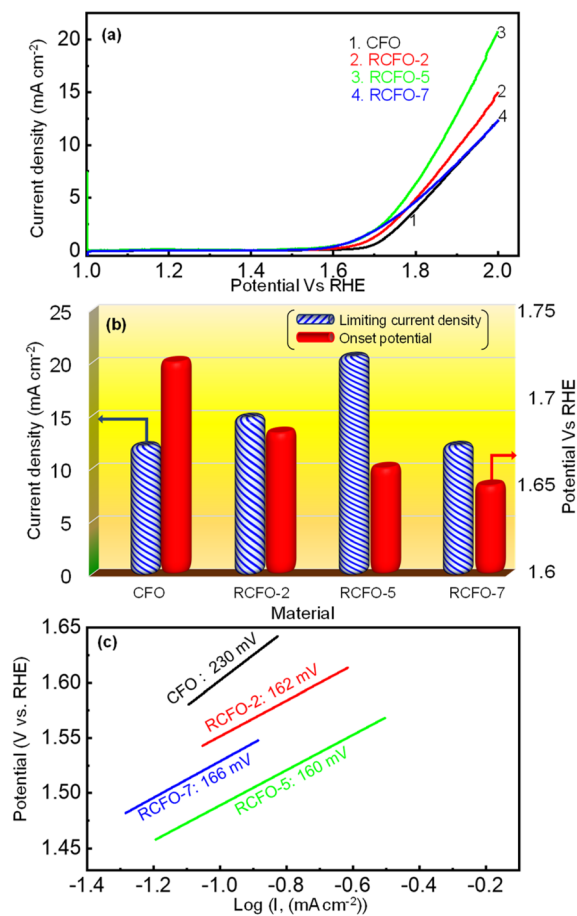 (a)
1. CFO
2. RCFO-2
3. RCFO-5
4. RCFO-7
Current density (mA cm-2)
20
15
10
5
0
3
2
4
1
1.0 1.2 1.4 1.6 1.8 2.0
Potential Vs RHE
(b)
Limiting current density
Onset potential
Current density (mA cm-2)
25
20
15
10
5
0
1.75
1.7
1.65
1.6
Potential Vs RHE
CFO RCFO-2 RCFO-5 RCFO-7
Material
(c)
Potential (V vs. RHE)
1.65
1.60
1.55
1.50
1.45
CFO : 230 mV
RCFO-2: 162 mV
RCFO-7: 166 mV
RCFO-5: 160 mV
-1.4 -1.2 -1.0 -0.8 -0.6 -0.4 -0.2
Log (I, (mA cm-2))